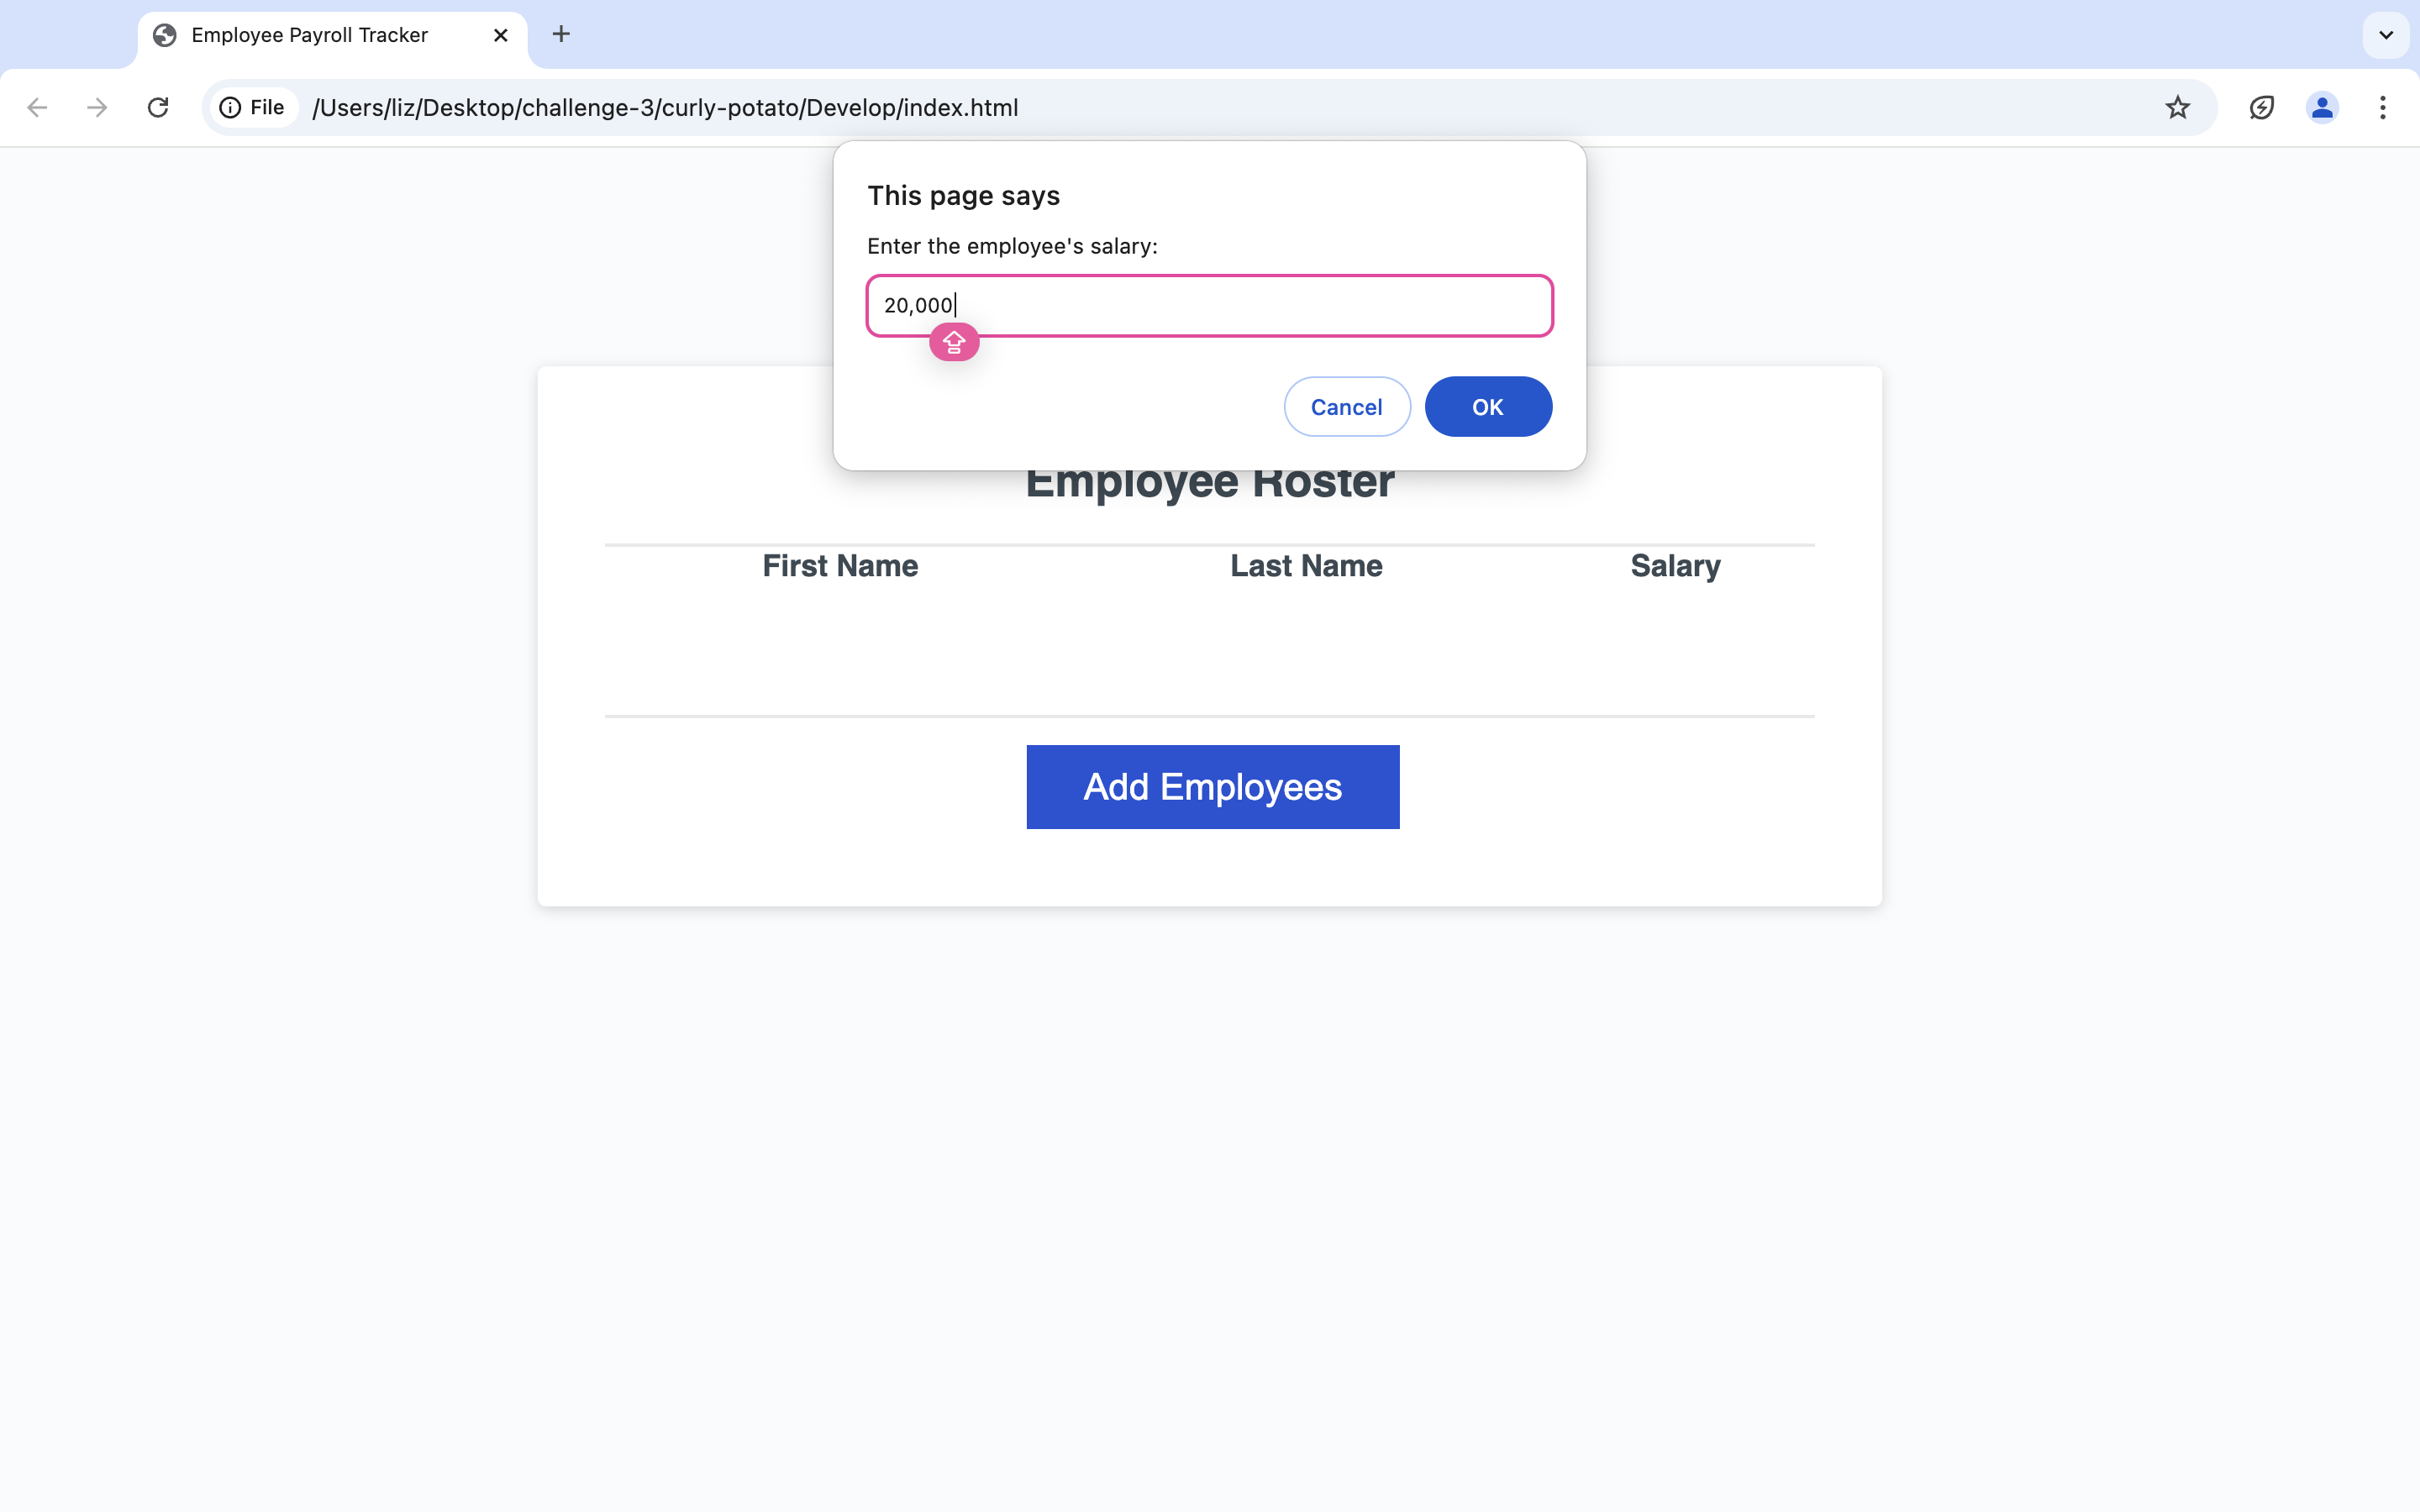 Employee Payroll Tracker
File /Users/liz/Desktop/challenge-3/curly-potato/Develop/index.html
This page says
Enter the employee's salary:
20,000
Cancel OK
Employee Roster
First Name Last Name Salary
Add Employees